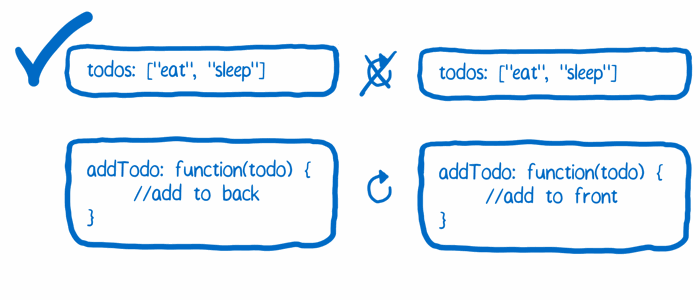 todos: ["eat", "sleep"]
todos: ["eat", "sleep"]
addTodo: function(todo) {
//add to back
}
addTodo: function(todo) {
//add to front
}